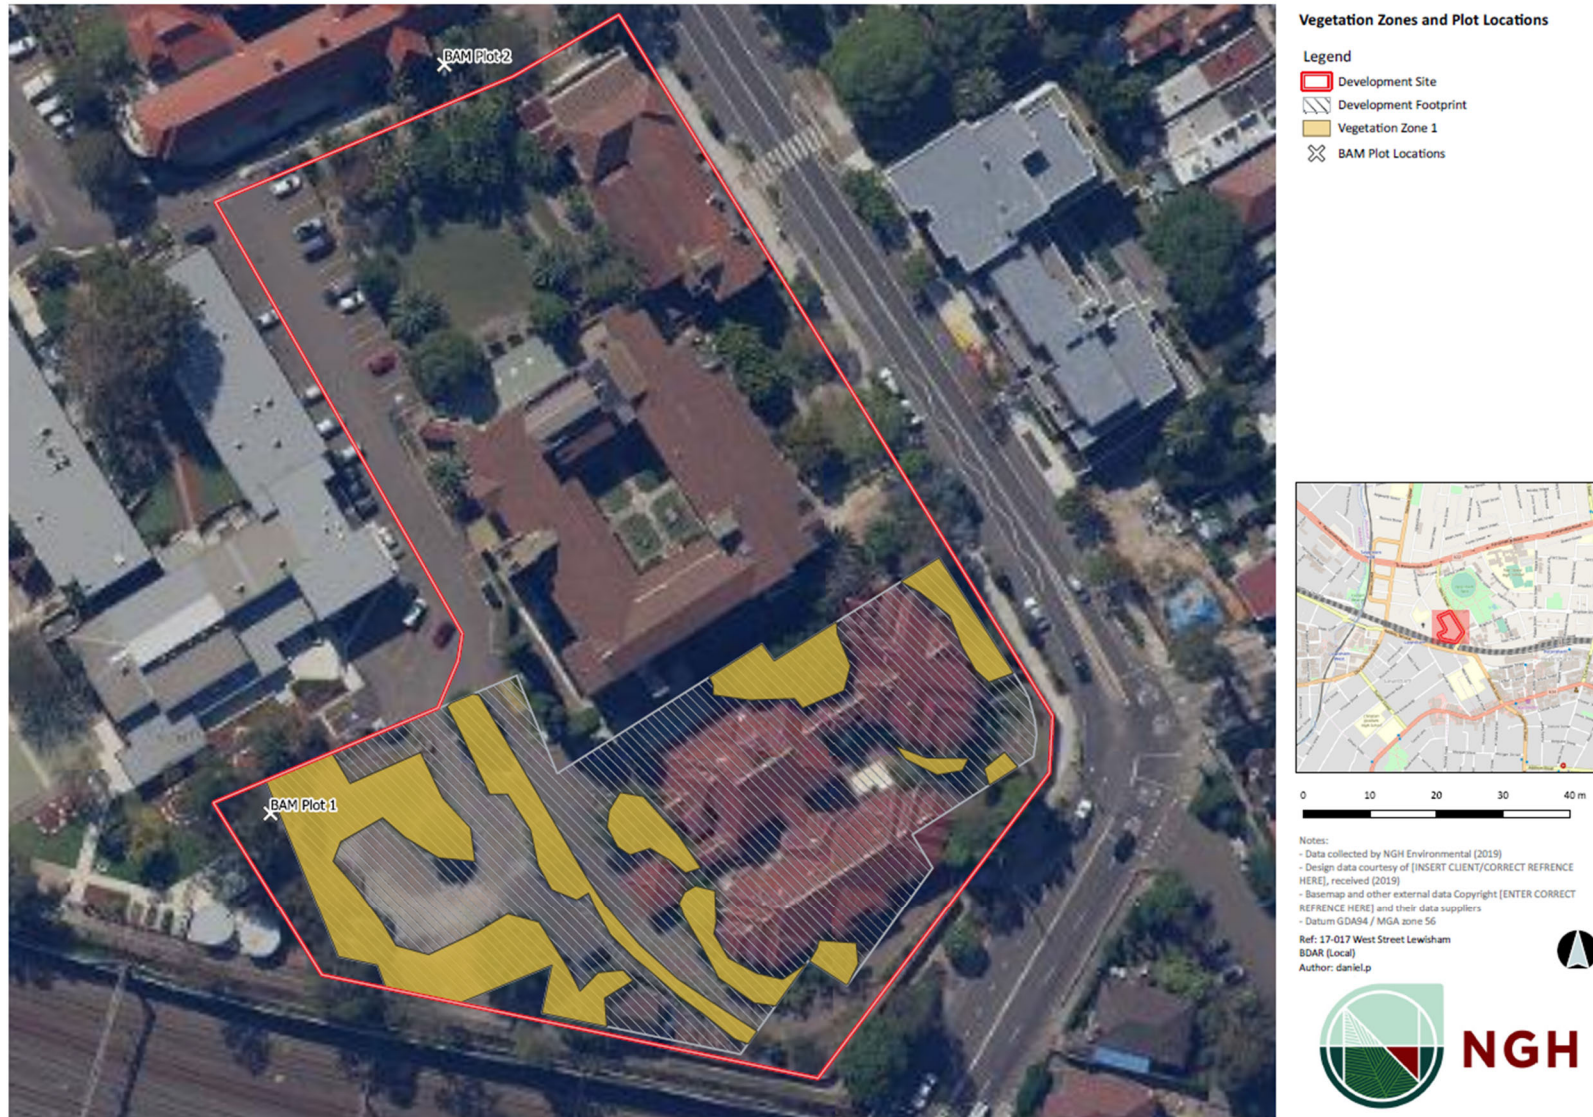 BAM Plot 2
BAM Plot 1
Vegetation Zones and Plot Locations
Legend
Development Site
Development Footprint
Vegetation Zone 1
BAM Plot Locations
0 10 20 30 40 m
Notes:
- Data collected by NGH Environmental (2019)
- Design data courtesy of [INSERT CLIENT/CORRECT REFRENCE
HERE], received (2019)
- Basemap and other external data Copyright [ENTER CORRECT
REFRENCE HERE] and their data suppliers
- Datum GDA94 / MGA zone 56
Ref: 17-017 West Street Lewisham
BDAR (Local)
Author: daniel.p
NGH